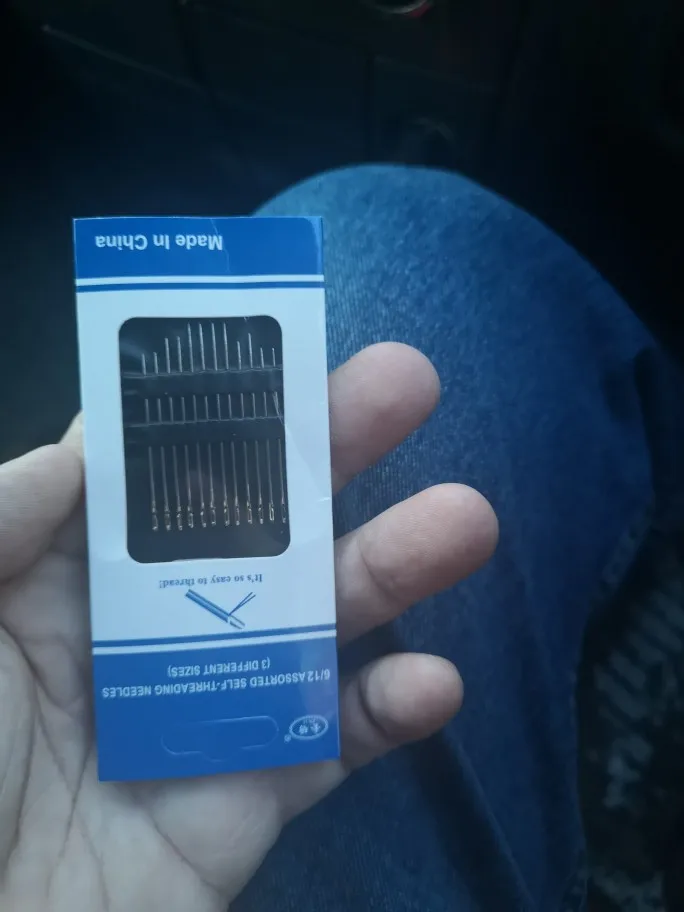 6/12 ASSORTED SELF-THREADING NEEDLES
(3 DIFFERENT SIZES)
It's so easy to thread!
Made In China